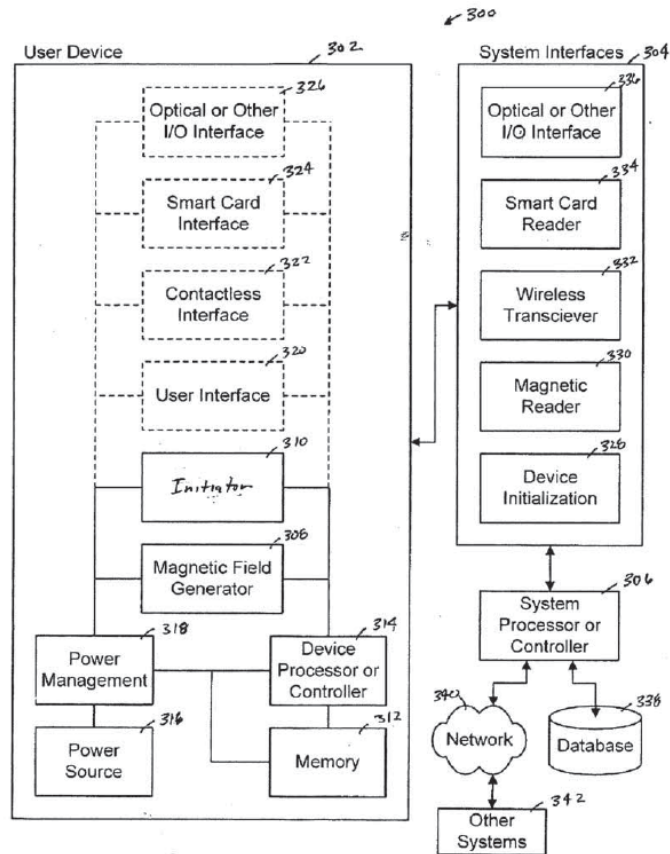 300
User Device
302
326
Optical or Other
I/O Interface
324
Smart Card
Interface
322
Contactless
Interface
320
User Interface
310
Initiator
308
Magnetic Field
Generator
318
Power
Management
314
Device
Processor or
Controller
316
Power
Source
312
Memory
System Interfaces
304
336
Optical or Other
I/O Interface
334
Smart Card
Reader
332
Wireless
Transciever
330
Magnetic
Reader
328
Device
Initialization
306
System
Processor or
Controller
340
Network
338
Database
342
Other
Systems